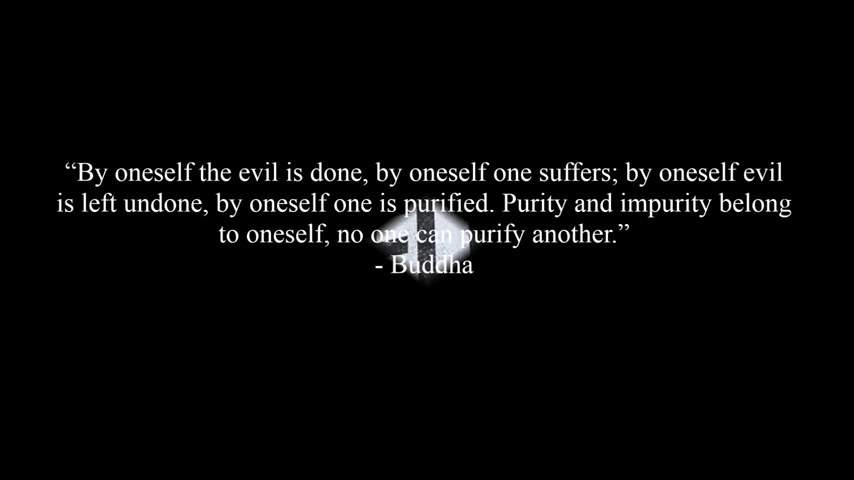 “By oneself the evil is done, by oneself one suffers; by oneself evil
is left undone, by oneself one is purified. Purity and impurity belong
to oneself, no one can purify another.”
- Buddha